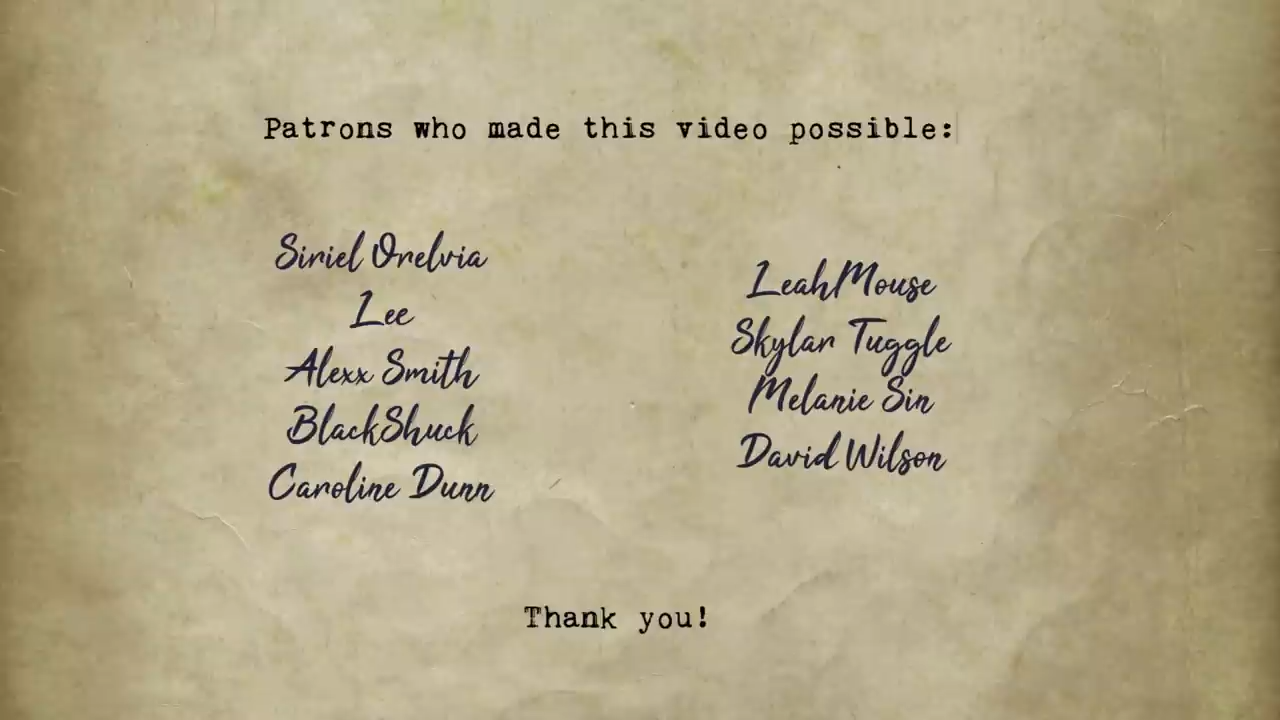 Patrons who made this video possible:
Siriel Orelvia
Lee
Alexx Smith
BlackShuck
Caroline Dunn
LeahMouse
Skylar Tuggle
Melanie Sin
David Wilson
Thank you!